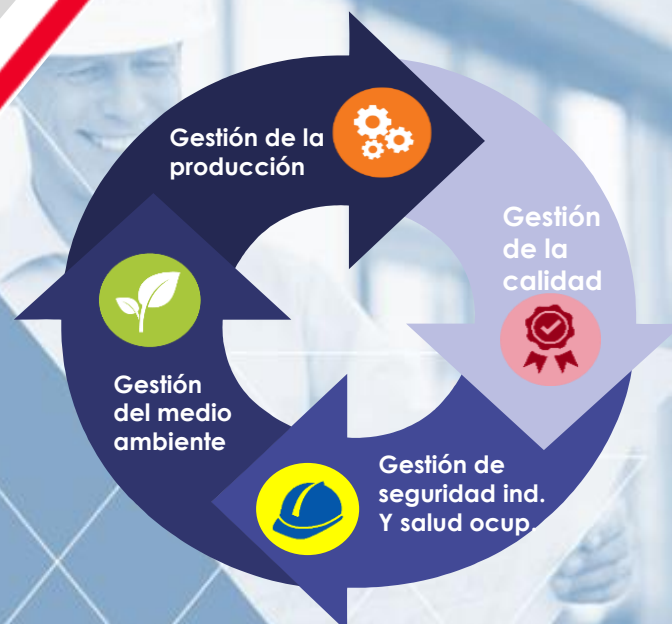 Gestión de la
producción
Gestión
de la
calidad
Gestión de
seguridad ind.
Y salud ocup.
Gestión
del medio
ambiente